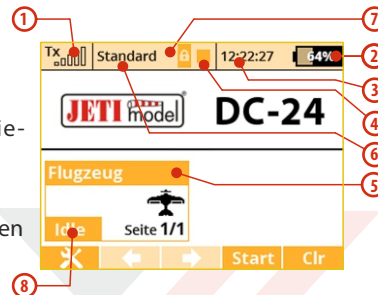 1
7
Tx Standard 12:22:27 64%
2
3
4
JETI model DC-24
ie-
6
Flugzeug
5
en
Idle Seite 1/1
Start Clr
8